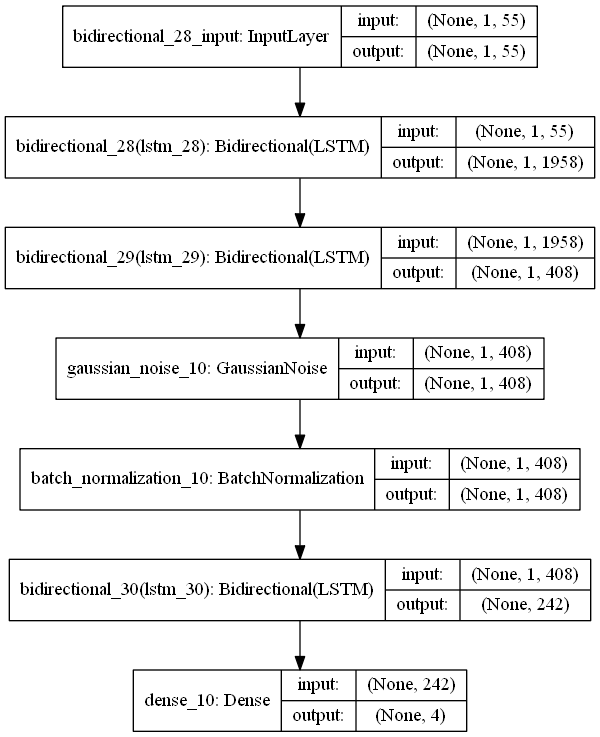 bidirectional_28_input: InputLayer
input: (None, 1, 55)
output: (None, 1, 55)
bidirectional_28(lstm_28): Bidirectional(LSTM)
input: (None, 1, 55)
output: (None, 1, 1958)
bidirectional_29(lstm_29): Bidirectional(LSTM)
input: (None, 1, 1958)
output: (None, 1, 408)
gaussian_noise_10: GaussianNoise
input: (None, 1, 408)
output: (None, 1, 408)
batch_normalization_10: BatchNormalization
input: (None, 1, 408)
output: (None, 1, 408)
bidirectional_30(lstm_30): Bidirectional(LSTM)
input: (None, 1, 408)
output: (None, 242)
dense_10: Dense
input: (None, 242)
output: (None, 4)